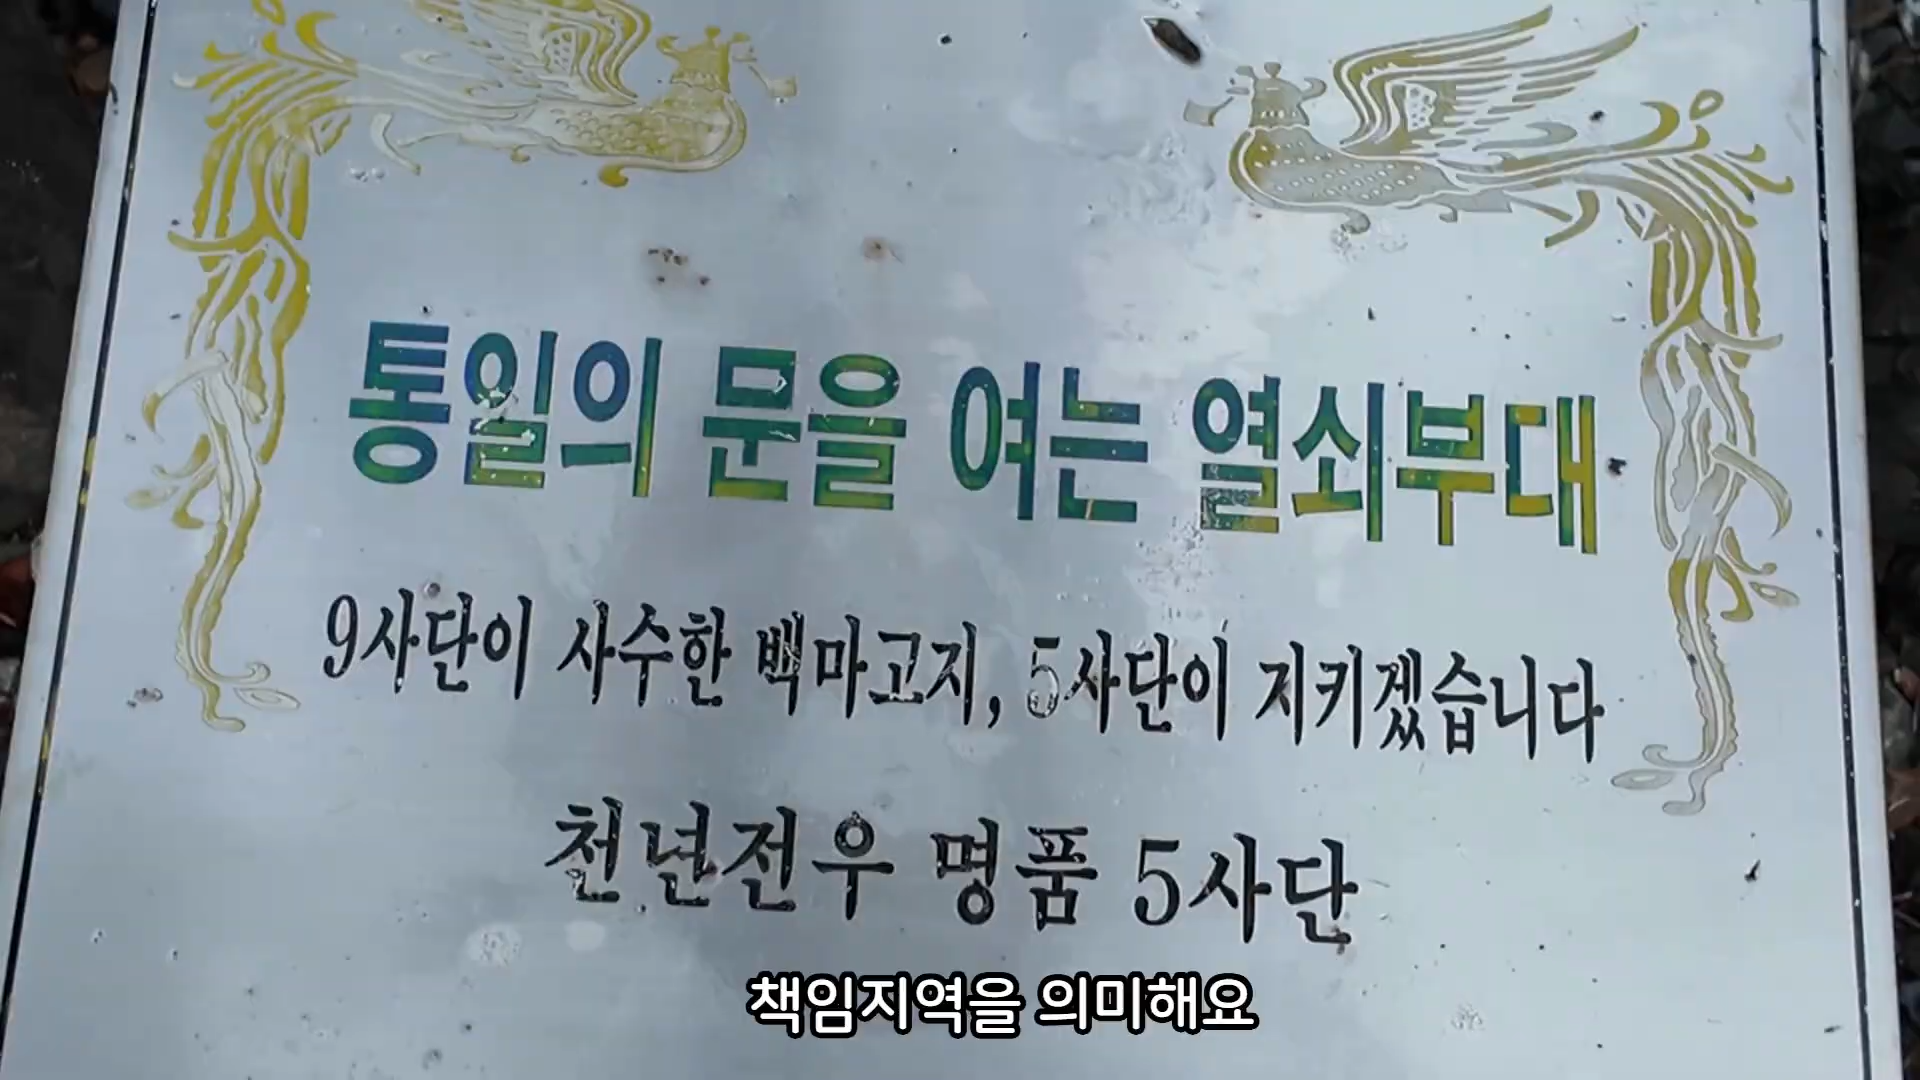 통일의 문을 여는 열쇠부대
9사단이 사수한 백마고지, 5사단이 지키겠습니다
천년전우 명품 5사단
책임지역을 의미해요